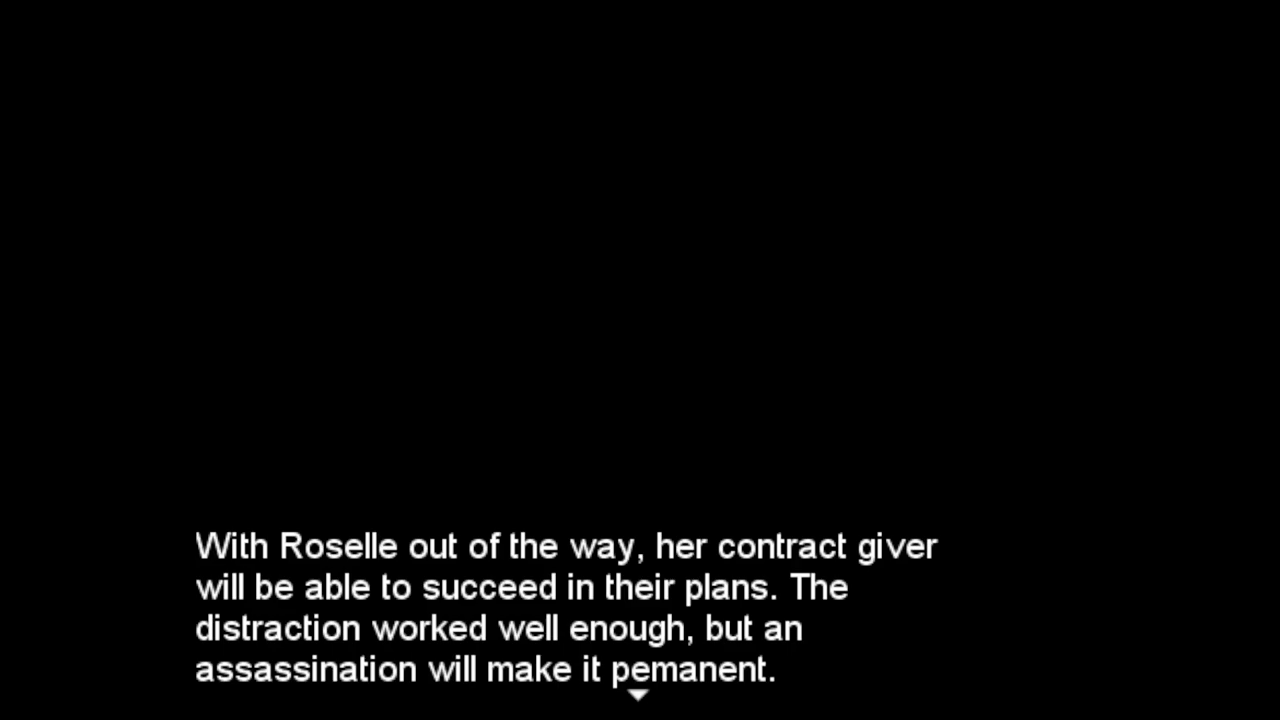 With Roselle out of the way, her contract giver
will be able to succeed in their plans. The
distraction worked well enough, but an
assassination will make it pemanent.